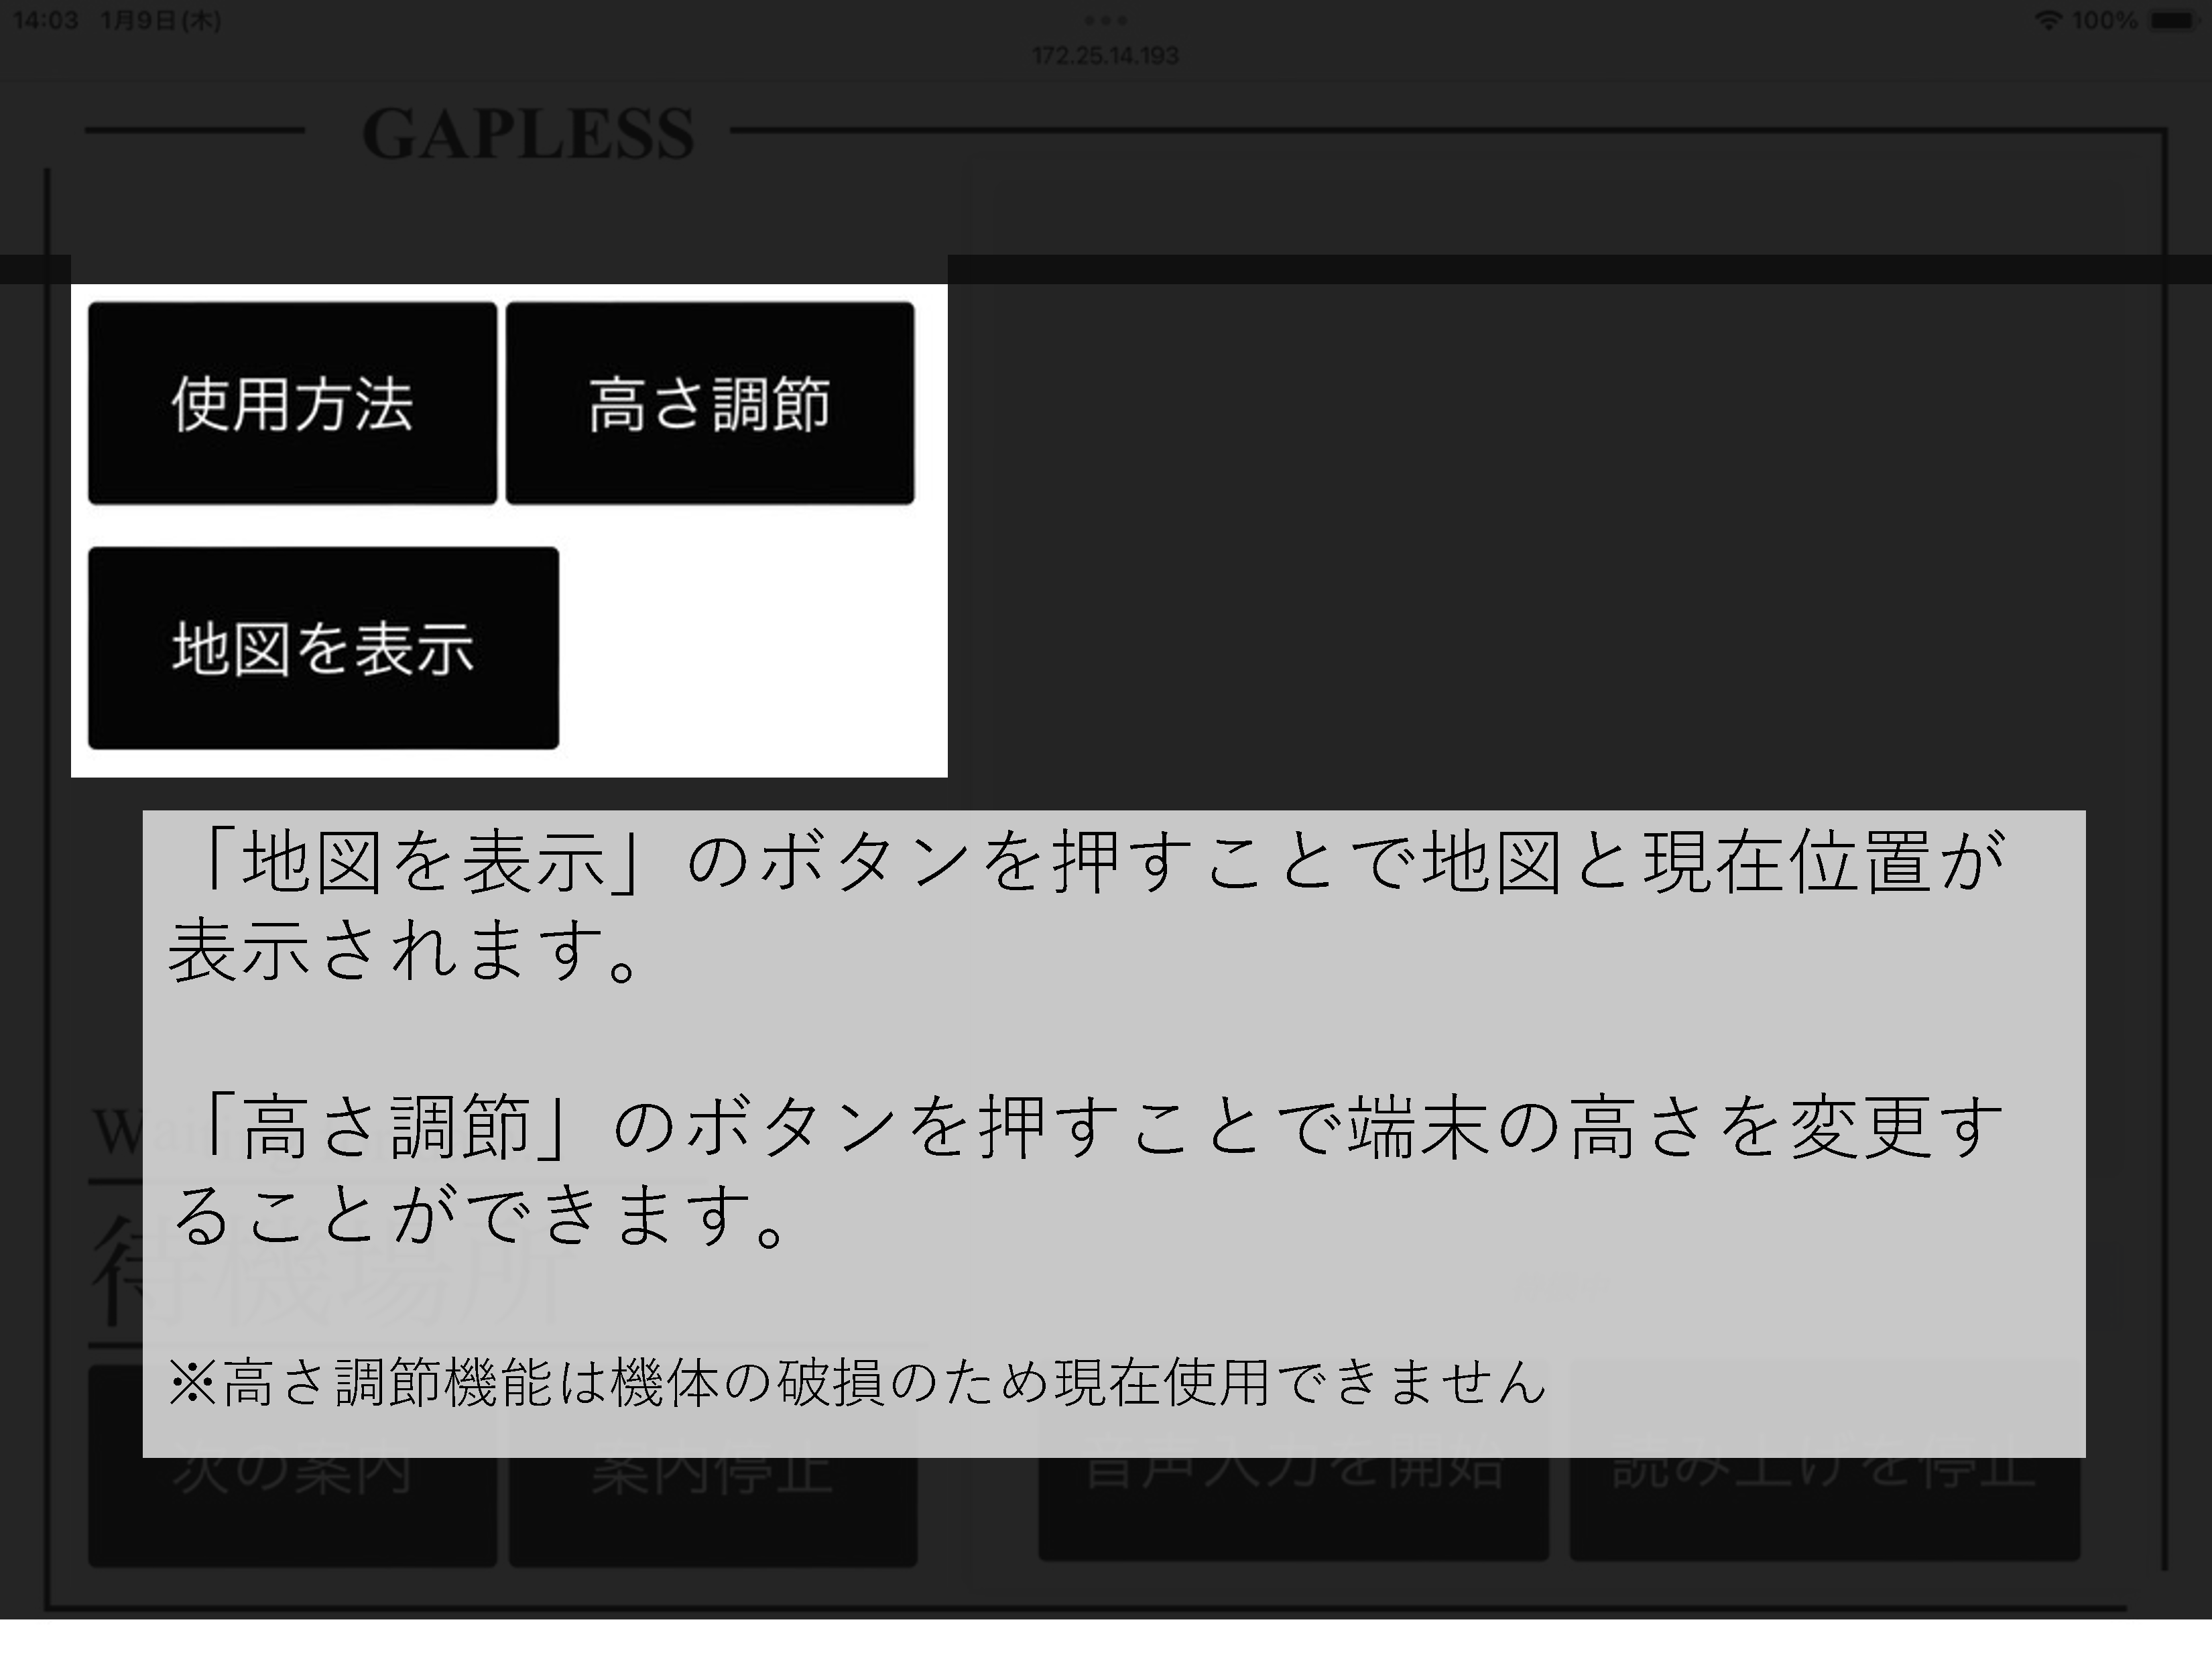 14:03 1月9日(木)
100%
172.25.14.193
GAPLESS
使用方法
高さ調節
地図を表示
「地図を表示」のボタンを押すことで地図と現在位置が
表示されます。
「高さ調節」のボタンを押すことで端末の高さを変更す
ることができます。
待機場所
※高さ調節機能は機体の破損のため現在使用できません
次の案内
案内停止
音声入力を開始
読み上げを停止